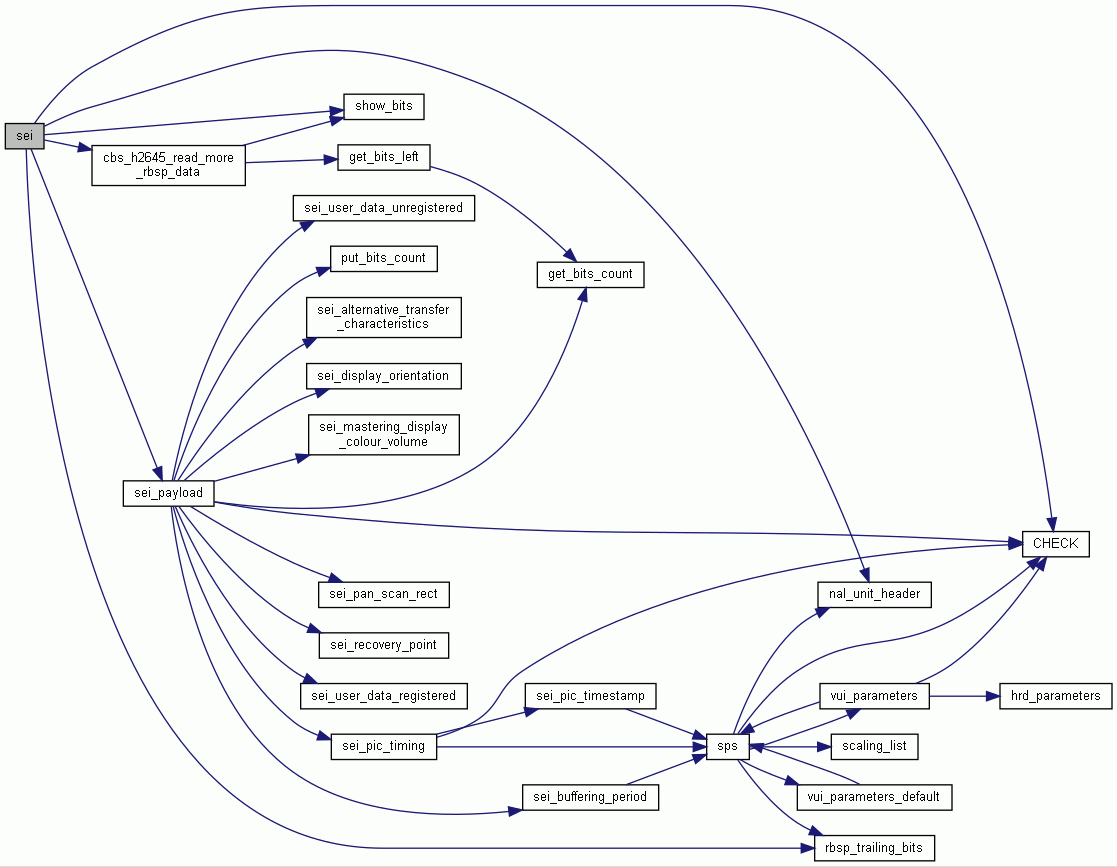 sei
show_bits
cbs_h2645_read_more
_rbsp_data
get_bits_left
sei_user_data_unregistered
put_bits_count
get_bits_count
sei_alternative_transfer
_characteristics
sei_display_orientation
sei_mastering_display
_colour_volume
sei_payload
CHECK
sei_pan_scan_rect
nal_unit_header
sei_recovery_point
sei_user_data_registered
sei_pic_timestamp
vui_parameters
hrd_parameters
sei_pic_timing
sps
scaling_list
sei_buffering_period
vui_parameters_default
rbsp_trailing_bits